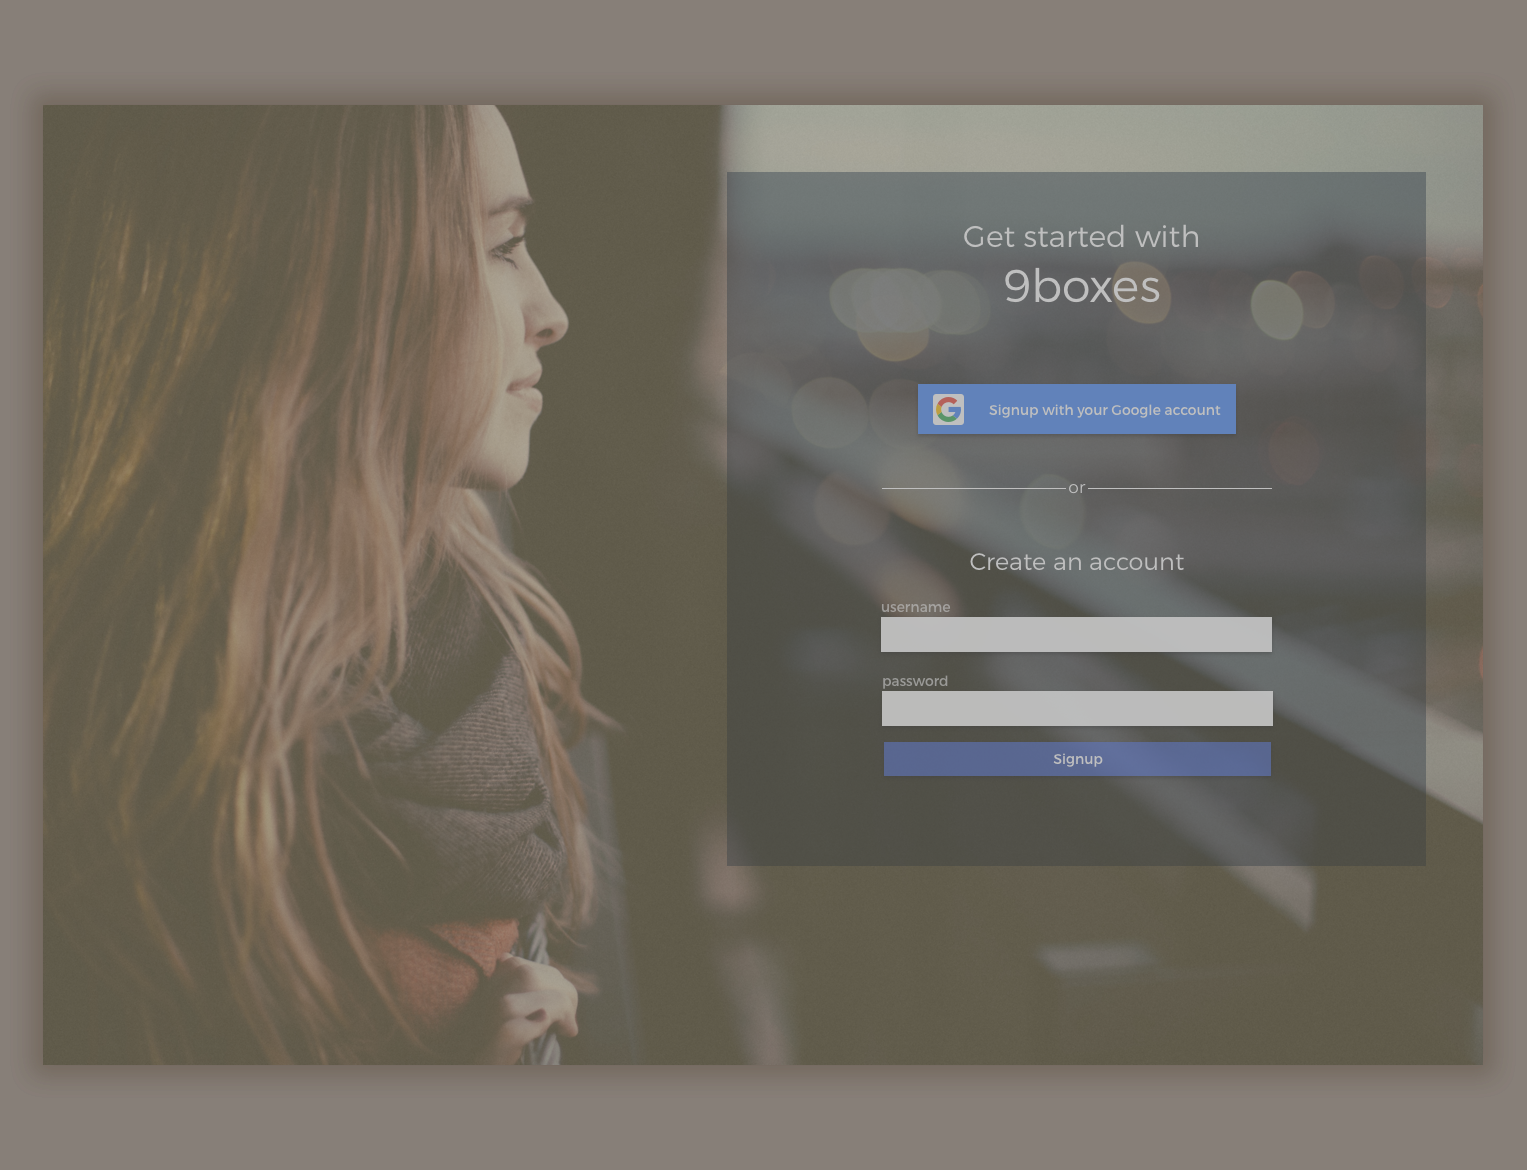 Get started with
9boxes
Signup with your Google account
or
Create an account
username
password
Signup